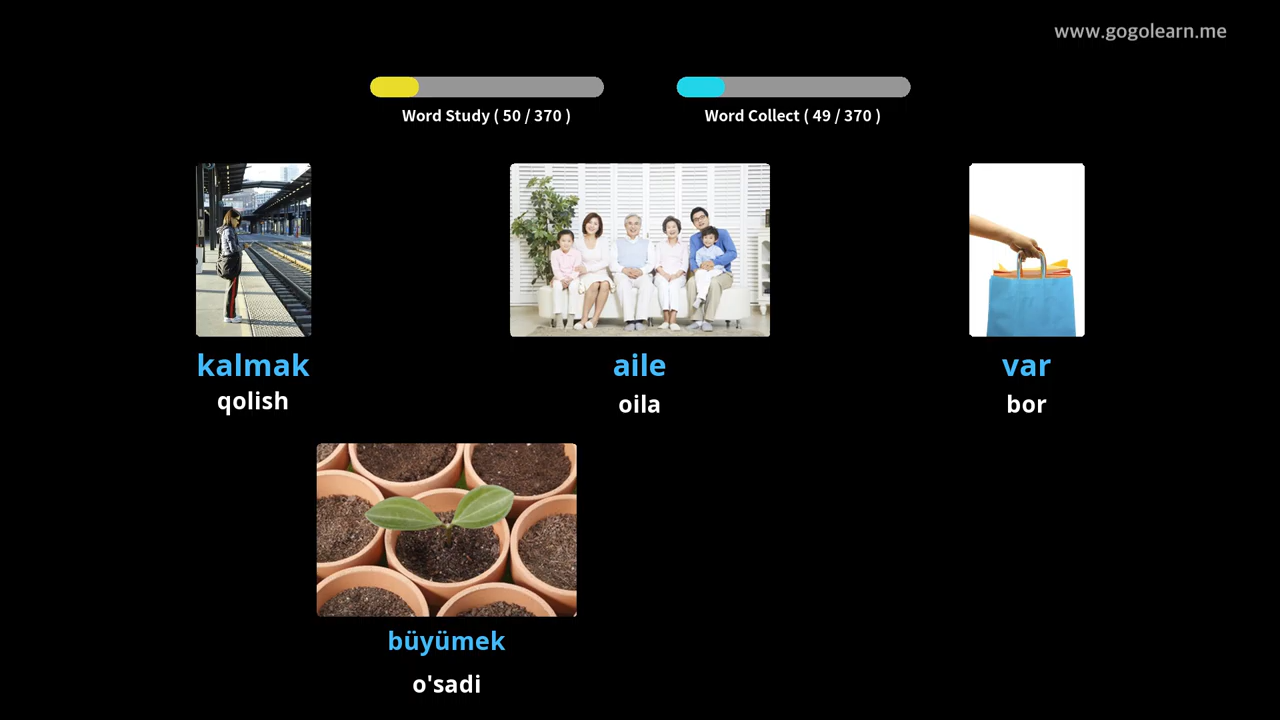 www.gogolearn.me
Word Study ( 50 / 370 )
Word Collect ( 49 / 370 )
kalmak
qolish
aile
oila
var
bor
büyümek
o'sadi